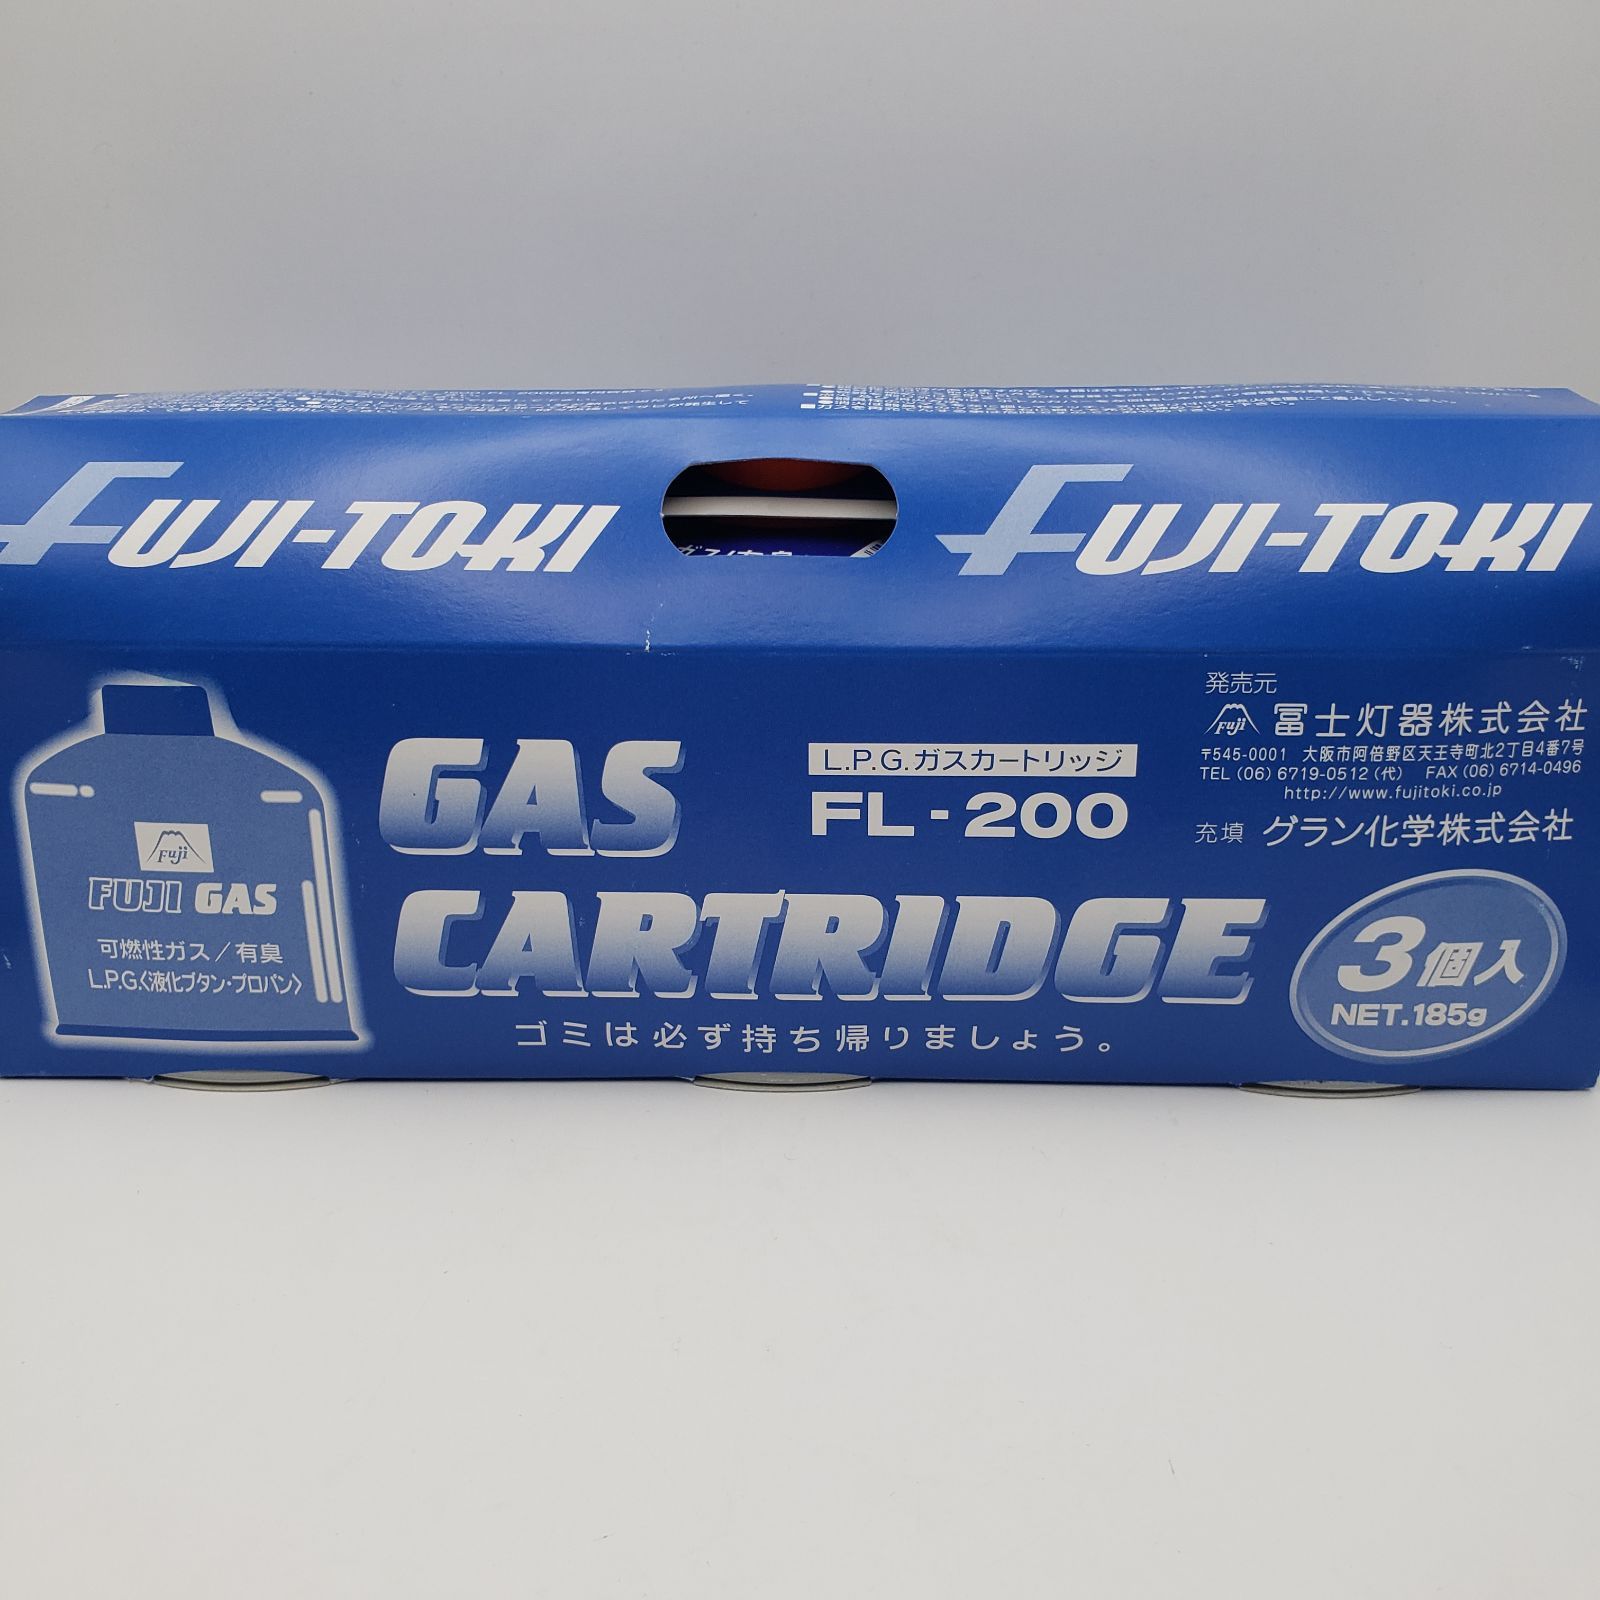 FUJI-TOKI
FUJI-TOKI
ガス/有臭
発売元
Fuji 冨士灯器株式会社
〒545-0001 大阪市阿倍野区天王寺町北2丁目4番7号
TEL (06) 6719-0512 (代) FAX (06) 6714-0496
http://www.fujitoki.co.jp
充填 グラン化学株式会社
L.P.G.ガスカートリッジ
FL-200
GAS
CARTRIDGE
Fuji
FUJI GAS
可燃性ガス/有臭
L.P.G〈液化ブタン・プロパン〉
3個入
NET.185g
ゴミは必ず持ち帰りましょう。